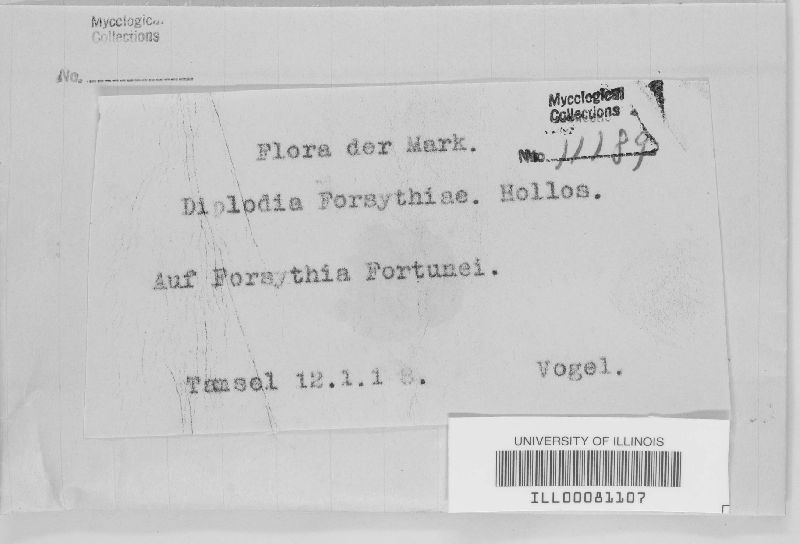 Mycological
Collections
No.
Mycological
Collections
No. 11189
Flora der Mark.
Diplodia Forsythiae. Hollos.
Auf Forsythia Fortunei.
Tamsel 12.1.1 8. Vogel.
UNIVERSITY OF ILLINOIS
ILL00081107